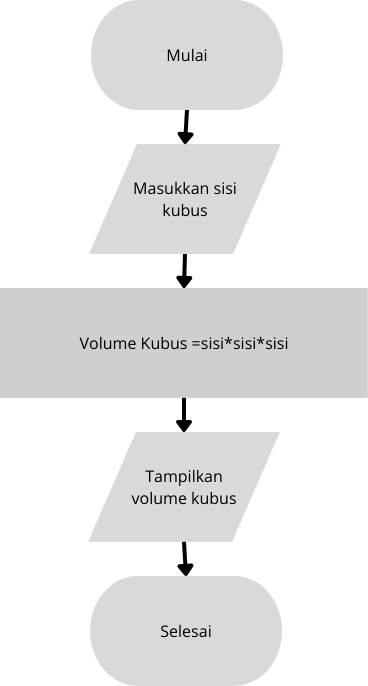 Mulai
Masukkan sisi
kubus
Volume Kubus =sisi*sisi*sisi
Tampilkan
volume kubus
Selesai